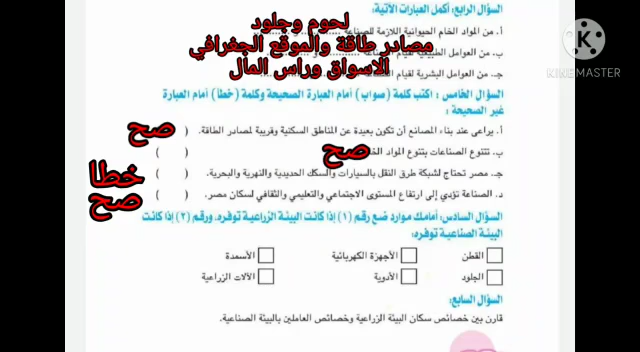 السؤال الرابع: أكمل العبارات الآتية:
أ. من المواد الخام الحيوانية اللازمة للصناعة
لحوم وجلود
ب. من العوامل الطبيعية لقيام
مصادر طاقة والموقع الجغرافي
جـ. من العوامل البشرية لقيام
الاسواق وراس المال
KINEMASTER
السؤال الخامس: اكتب كلمة (صواب) أمام العبارة الصحيحة وكلمة (خطأ) أمام العبارة
غير الصحيحة:
أ. يراعى عند بناء المصانع أن تكون بعيدة عن المناطق السكنية وقريبة لمصادر الطاقة. ( )
صح
ب. تتنوع الصناعات بتنوع المواد ( )
صح
جـ. مصر تحتاج لشبكة طرق النقل بالسيارات والسكك الحديدية والنهرية والبحرية. ( )
خطا
د. الصناعة تؤدي إلى ارتفاع المستوى الاجتماعي والتعليمي والثقافي لسكان مصر. ( )
صح
السؤال السادس: أمامك موارد ضع رقم (١) إذا كانت البيئة الزراعية توفره، ورقم (٢) إذا كانت
البيئة الصناعية توفره:
القطن الأجهزة الكهربائية الأسمدة
الجلود الأدوية الآلات الزراعية
السؤال السابع:
قارن بين خصائص سكان البيئة الزراعية وخصائص العاملين بالبيئة الصناعية.